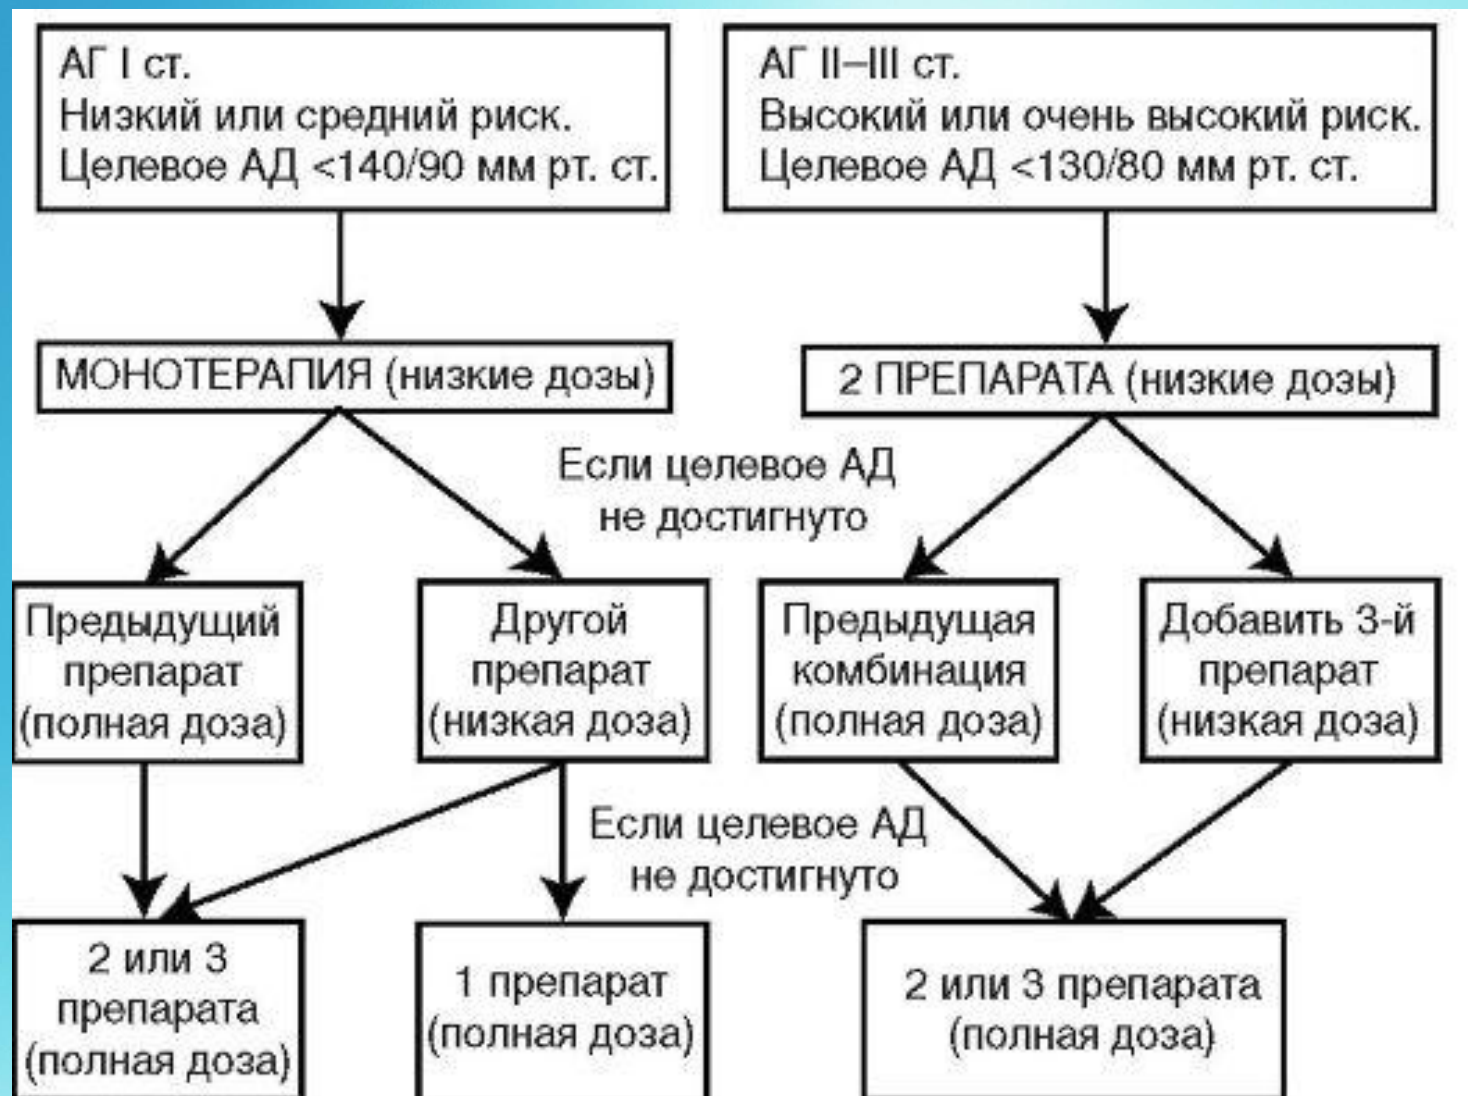 АГ I ст.
Низкий или средний риск.
Целевое АД <140/90 мм рт. ст.
АГ II–III ст.
Высокий или очень высокий риск.
Целевое АД <130/80 мм рт. ст.
МОНОТЕРАПИЯ (низкие дозы)
2 ПРЕПАРАТА (низкие дозы)
Если целевое АД
не достигнуто
Предыдущий
препарат
(полная доза)
Другой
препарат
(низкая доза)
Предыдущая
комбинация
(полная доза)
Добавить 3-й
препарат
(низкая доза)
Если целевое АД
не достигнуто
2 или 3
препарата
(полная доза)
1 препарат
(полная доза)
2 или 3 препарата
(полная доза)